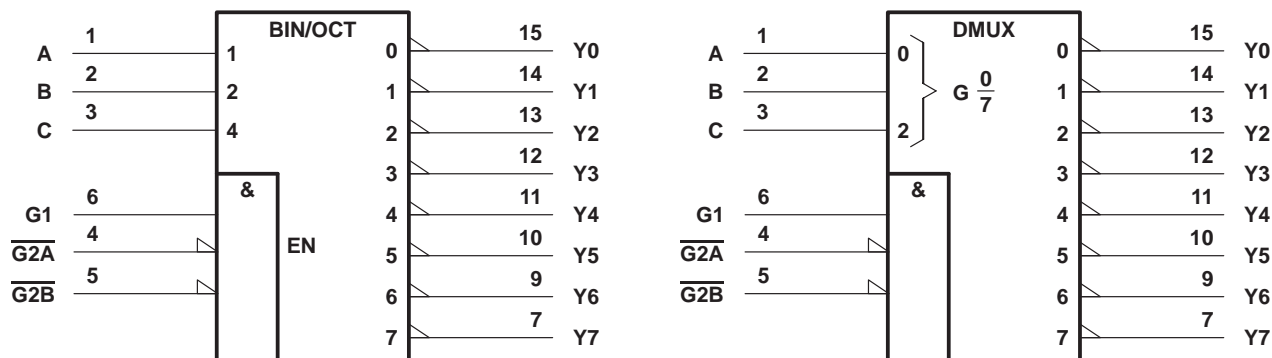 BIN/OCT
A 1 1 0 15 Y0
B 2 2 1 14 Y1
C 3 4 2 13 Y2
3 12 Y3
&
G1 6 4 11 Y4
G2A 4 EN 5 10 Y5
G2B 5 6 9 Y6
7 7 Y7
DMUX
A 1 0 0 15 Y0
B 2 G 0/7 1 14 Y1
C 3 2 2 13 Y2
3 12 Y3
&
G1 6 4 11 Y4
G2A 4 5 10 Y5
G2B 5 6 9 Y6
7 7 Y7